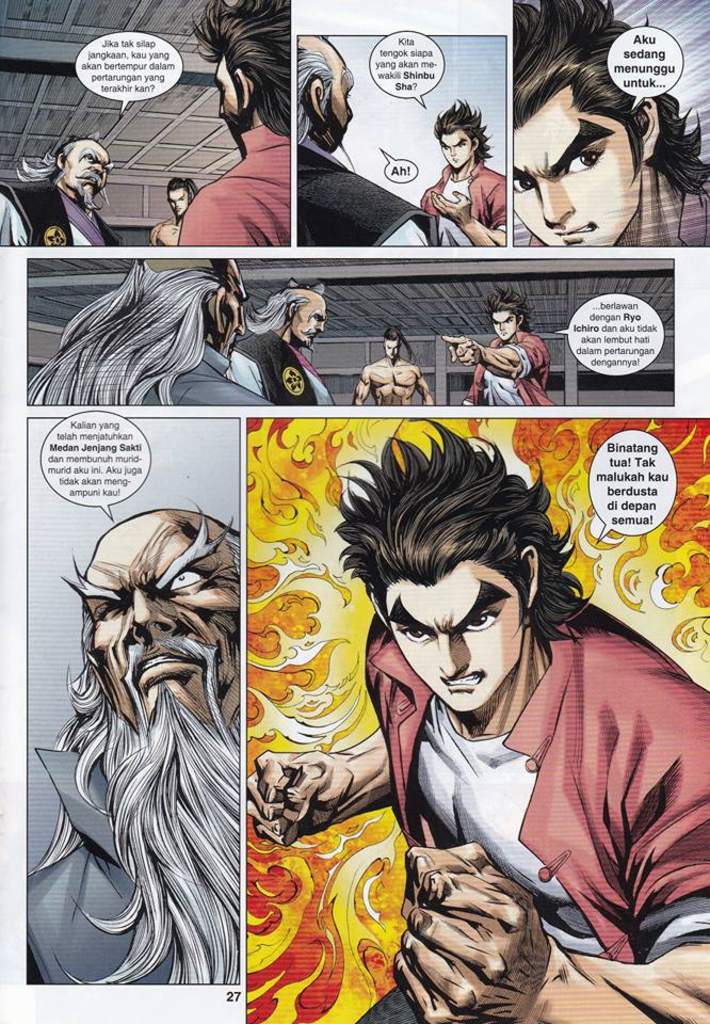 Jika tak silap
jangkaan, kau yang
akan bertempur dalam
pertarungan yang
terakhir kan?
Kita
tengok siapa
yang akan me-
wakili Shinbu
Sha?
Ah!
Aku
sedang
menunggu
untuk...
...berlawan
dengan Ryo
Ichiro dan aku tidak
akan lembut hati
dalam pertarungan
dengannya!
Kalian yang
telah menjatuhkan
Medan Jenjang Sakti
dan membunuh murid-
murid aku ini. Aku juga
tidak akan meng-
ampuni kau!
Binatang
tua! Tak
malukah kau
berdusta
di depan
semua!
27